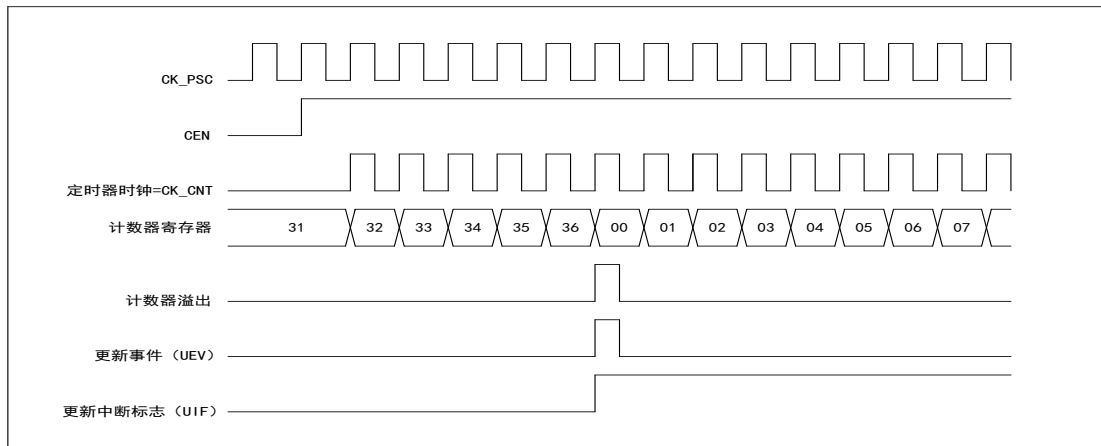 CK_PSC
CEN
定时器时钟=CK_CNT
计数器寄存器 31 32 33 34 35 36 00 01 02 03 04 05 06 07
计数器溢出
更新事件（UEV）
更新中断标志（UIF）